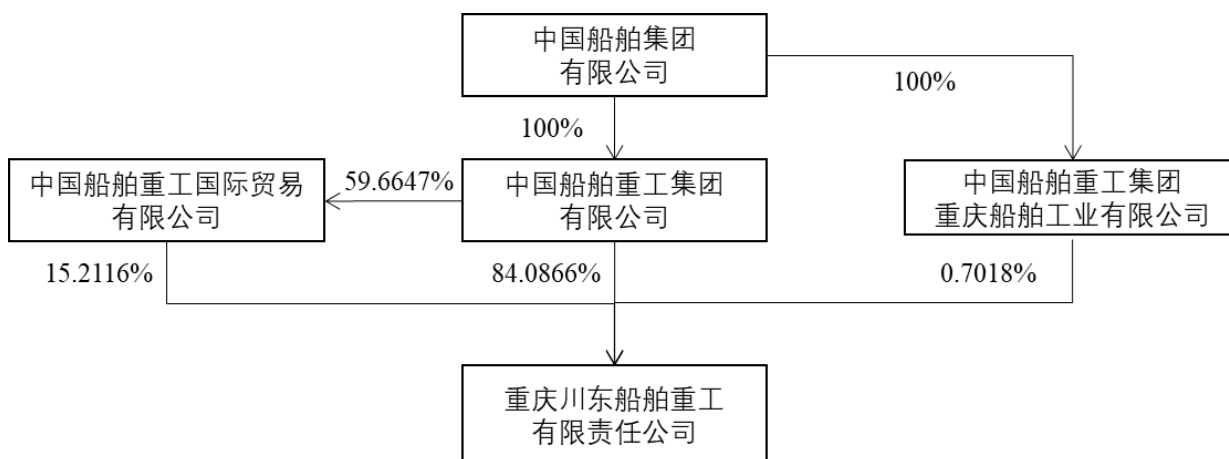 中国船舶集团
有限公司
100%
100%
中国船舶重工国际贸易
有限公司
59.6647%
中国船舶重工集团
有限公司
中国船舶重工集团
重庆船舶工业有限公司
15.2116%
84.0866%
0.7018%
重庆川东船舶重工
有限责任公司